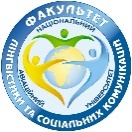 ФАКУЛЬТЕТ
НАЦІОНАЛЬНИЙ
АВІАЦІЙНИЙ
УНІВЕРСИТЕТ
ЛІНГВІСТИКИ ТА СОЦІАЛЬНИХ КОМУНІКАЦІЙ